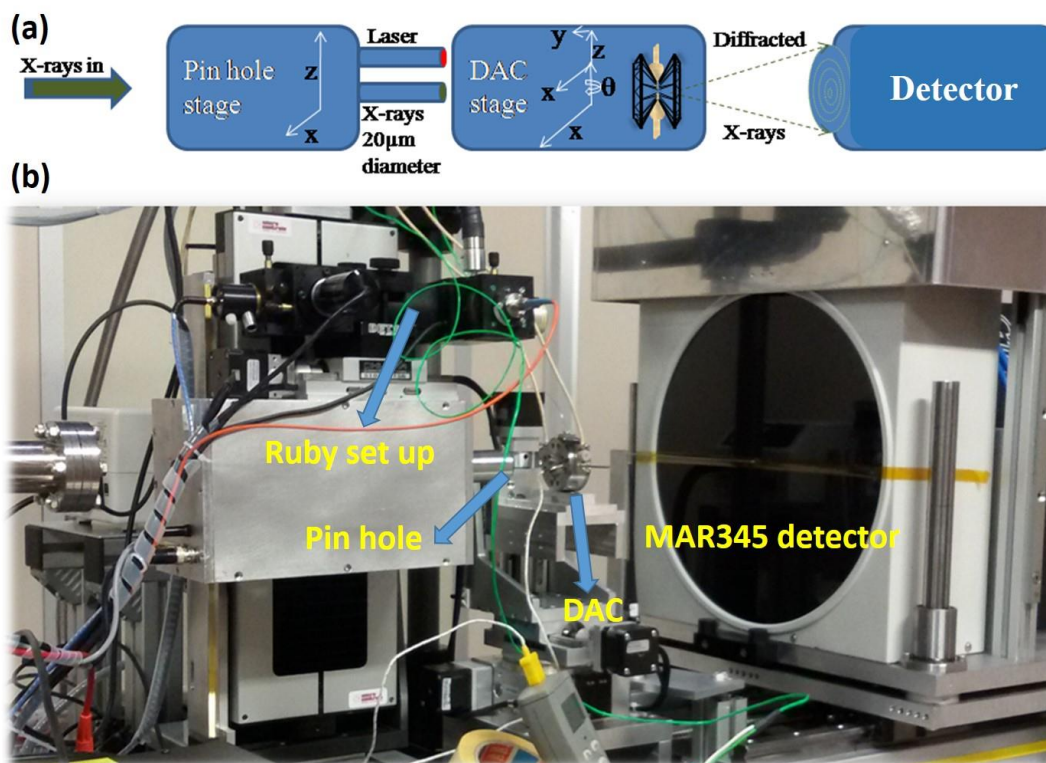 (a)
X-rays in
Pin hole
stage
z
x
Laser
X-rays
20μm
diameter
DAC
stage
y
z
x
θ
x
Diffracted
X-rays
Detector
(b)
Ruby set up
Pin hole
MAR345 detector
DAC